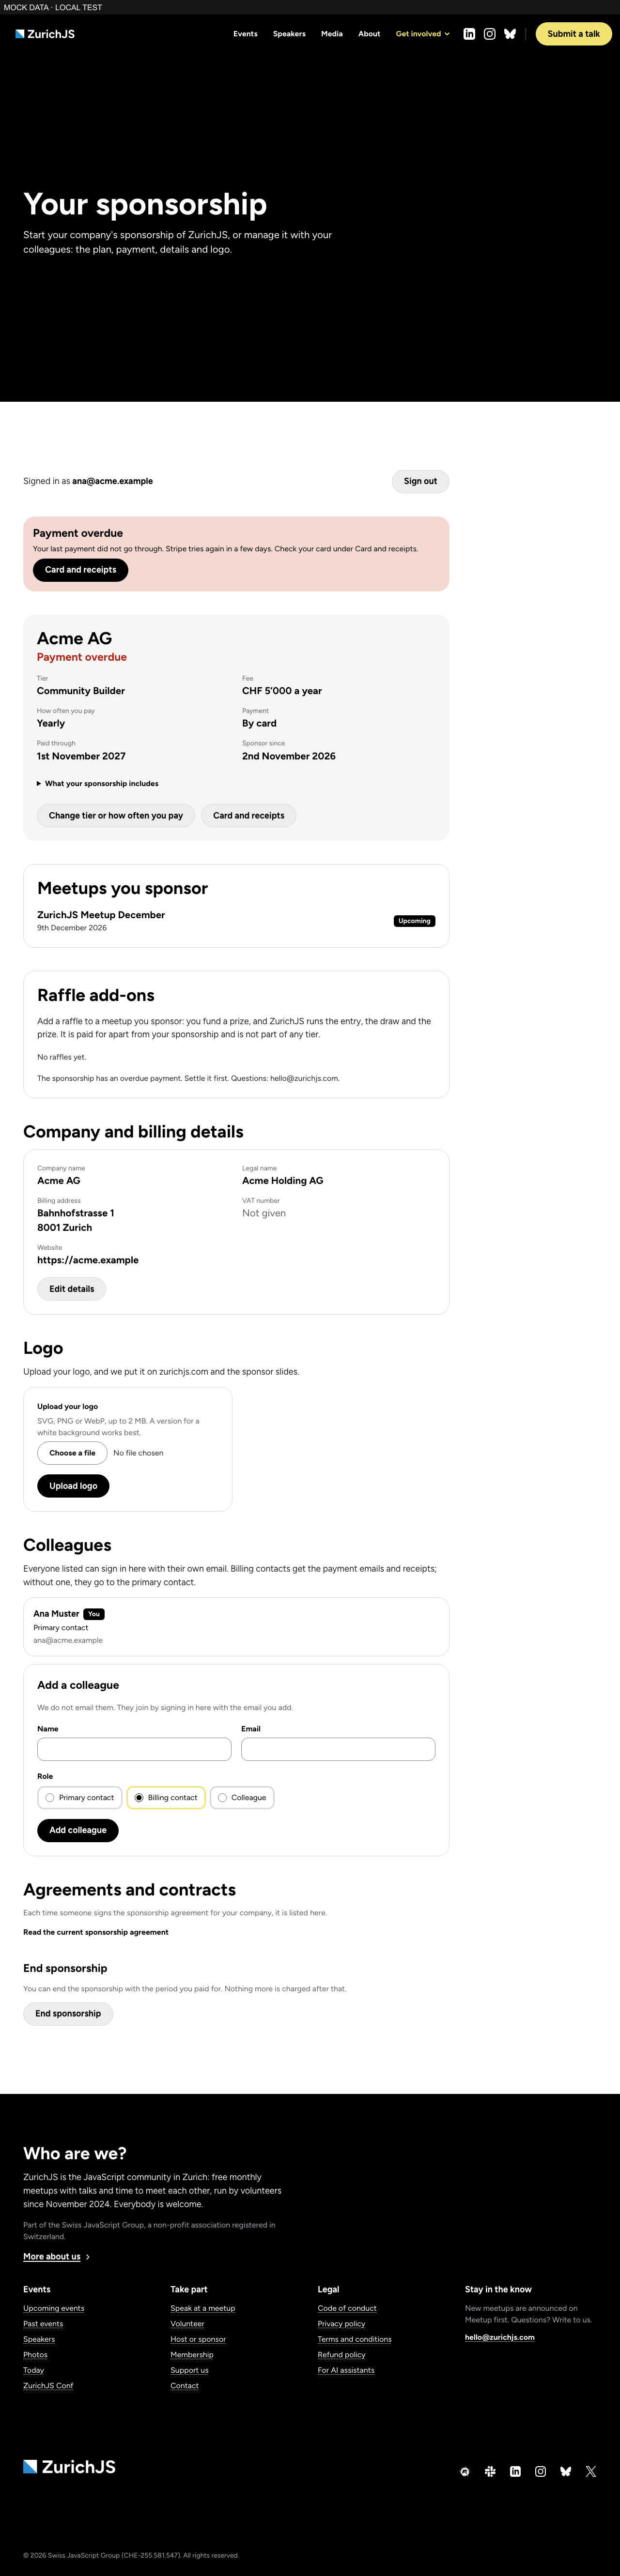 MOCK DATA · LOCAL TEST
ZurichJS
Events
Speakers
Media
About
Get involved
Submit a talk
Your sponsorship
Start your company's sponsorship of ZurichJS, or manage it with your
colleagues: the plan, payment, details and logo.
Signed in as ana@acme.example
Sign out
Payment overdue
Your last payment did not go through. Stripe tries again in a few days. Check your card under Card and receipts.
Card and receipts
Acme AG
Payment overdue
Tier
Community Builder
Fee
CHF 5'000 a year
How often you pay
Yearly
Payment
By card
Paid through
1st November 2027
Sponsor since
2nd November 2026
What your sponsorship includes
Change tier or how often you pay
Card and receipts
Meetups you sponsor
ZurichJS Meetup December
9th December 2026
Upcoming
Raffle add-ons
Add a raffle to a meetup you sponsor: you fund a prize, and ZurichJS runs the entry, the draw and the
prize. It is paid for apart from your sponsorship and is not part of any tier.
No raffles yet.
The sponsorship has an overdue payment. Settle it first. Questions: hello@zurichjs.com.
Company and billing details
Company name
Acme AG
Legal name
Acme Holding AG
Billing address
Bahnhofstrasse 1
8001 Zurich
VAT number
Not given
Website
https://acme.example
Edit details
Logo
Upload your logo, and we put it on zurichjs.com and the sponsor slides.
Upload your logo
SVG, PNG or WebP, up to 2 MB. A version for a
white background works best.
Choose a file
No file chosen
Upload logo
Colleagues
Everyone listed can sign in here with their own email. Billing contacts get the payment emails and receipts;
without one, they go to the primary contact.
Ana Muster
You
Primary contact
ana@acme.example
Add a colleague
We do not email them. They join by signing in here with the email you add.
Name
Email
Role
Primary contact
Billing contact
Colleague
Add colleague
Agreements and contracts
Each time someone signs the sponsorship agreement for your company, it is listed here.
Read the current sponsorship agreement
End sponsorship
You can end the sponsorship with the period you paid for. Nothing more is charged after that.
End sponsorship
Who are we?
ZurichJS is the JavaScript community in Zurich: free monthly
meetups with talks and time to meet each other, run by volunteers
since November 2024. Everybody is welcome.
Part of the Swiss JavaScript Group, a non-profit association registered in
Switzerland.
More about us
Events
Upcoming events
Past events
Speakers
Photos
Today
ZurichJS Conf
Take part
Speak at a meetup
Volunteer
Host or sponsor
Membership
Support us
Contact
Legal
Code of conduct
Privacy policy
Terms and conditions
Refund policy
For AI assistants
Stay in the know
New meetups are announced on
Meetup first. Questions? Write to us.
hello@zurichjs.com
ZurichJS
© 2026 Swiss JavaScript Group (CHE-255.581.547). All rights reserved.